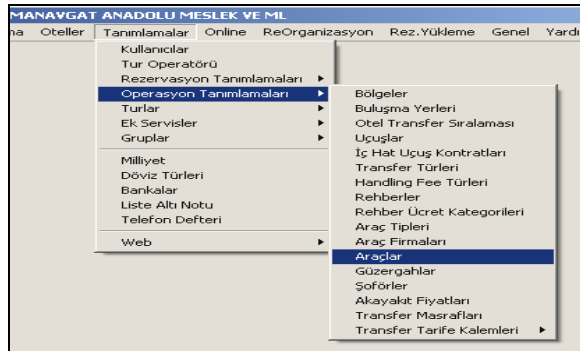 MANAVGAT ANADOLU MESLEK VE ML
na Oteller Tanımlamalar Online ReOrganizasyon Rez.Yükleme Genel Yardı
Kullanıcılar
Tur Operatörü
Rezervasyon Tanımlamaları
Operasyon Tanımlamaları
Turlar
Ek Servisler
Gruplar
Milliyet
Döviz Türleri
Bankalar
Liste Altı Notu
Telefon Defteri
Web
Bölgeler
Buluşma Yerleri
Otel Transfer Sıralaması
Uçuşlar
İç Hat Uçuş Kontratları
Transfer Türleri
Handling Fee Türleri
Rehberler
Rehber Ücret Kategorileri
Araç Tipleri
Araç Firmaları
Araçlar
Güzergahlar
Şoförler
Akayakıt Fiyatları
Transfer Masrafları
Transfer Tarife Kalemleri